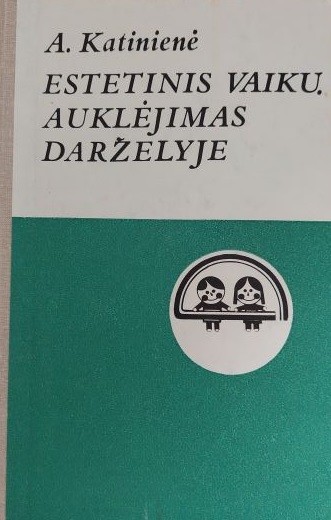 A. Katinienė
ESTETINIS VAIKŲ
AUKLĖJIMAS
DARŽELYJE